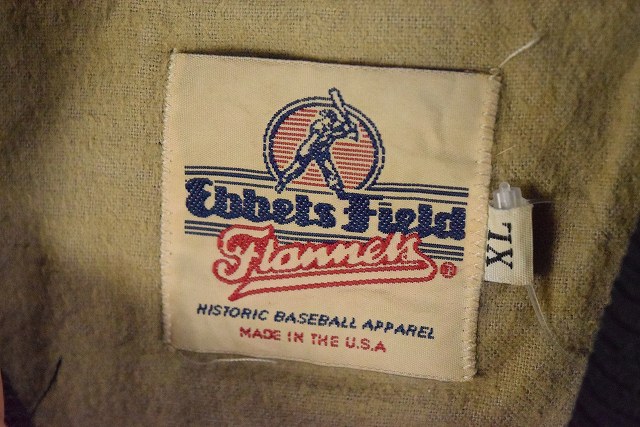 Ebbets Field
Flannels ®
HISTORIC BASEBALL APPAREL
MADE IN THE U.S.A
XL